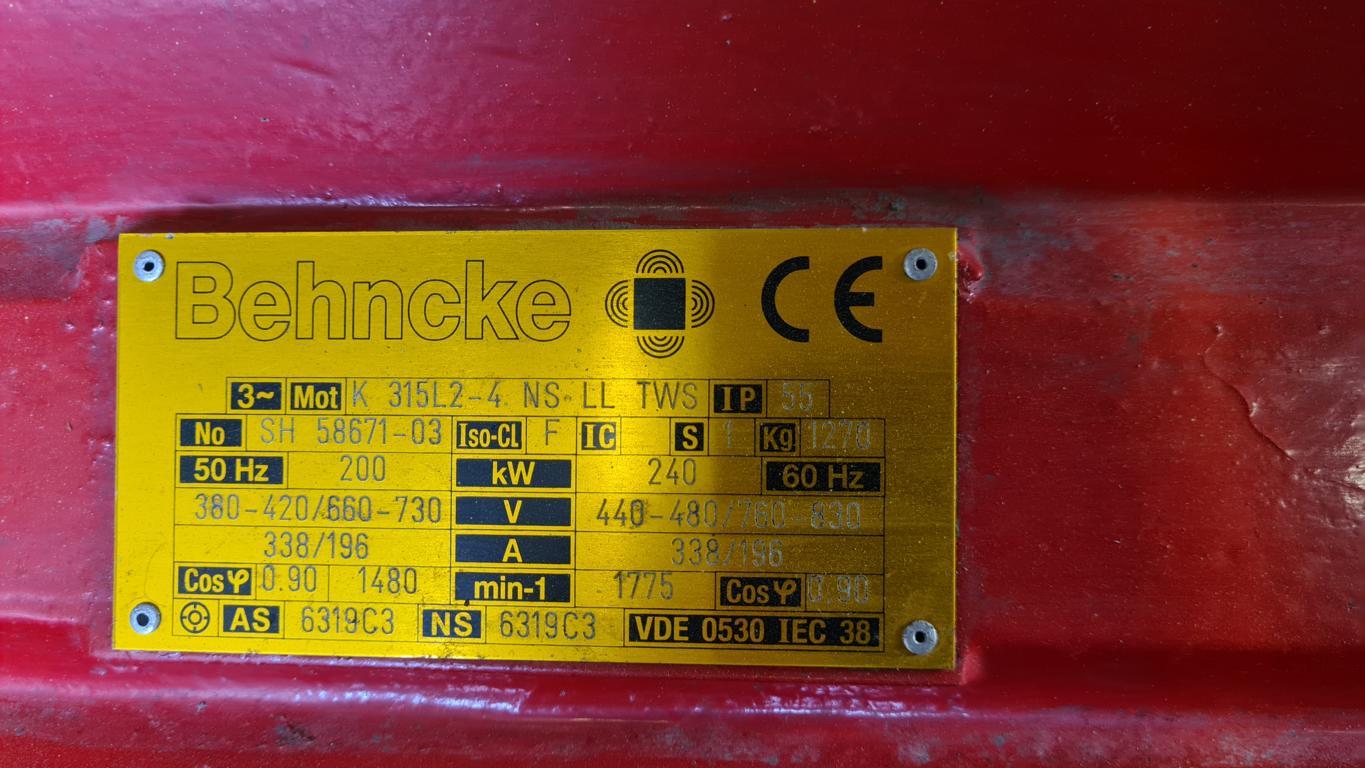 Behncke CE
3~ Mot K 315L2-4 NS LL TWS IP 55
No SH 58671-03 Iso-CL F IC S 1 Kg 1270
50 Hz 200 kW 240 60 Hz
380-420/660-730 V 440-480/760-830
338/196 A 338/196
Cosφ 0.90 1480 min-1 1775 Cosφ 0.90
AS 6319C3 NS 6319C3 VDE 0530 IEC 38